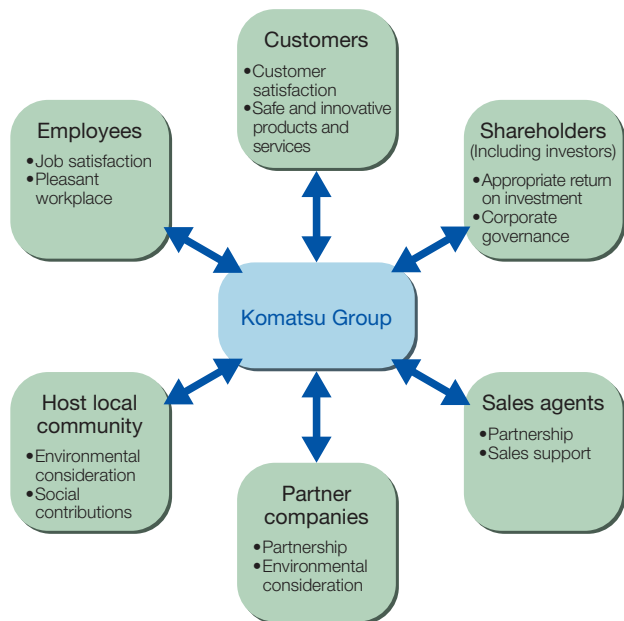 Customers
•Customer
satisfaction
•Safe and innovative
products and
services
Employees
•Job satisfaction
•Pleasant
workplace
Shareholders
(Including investors)
•Appropriate return
on investment
•Corporate
governance
Komatsu Group
Host local
community
•Environmental
consideration
•Social
contributions
Partner
companies
•Partnership
•Environmental
consideration
Sales agents
•Partnership
•Sales support